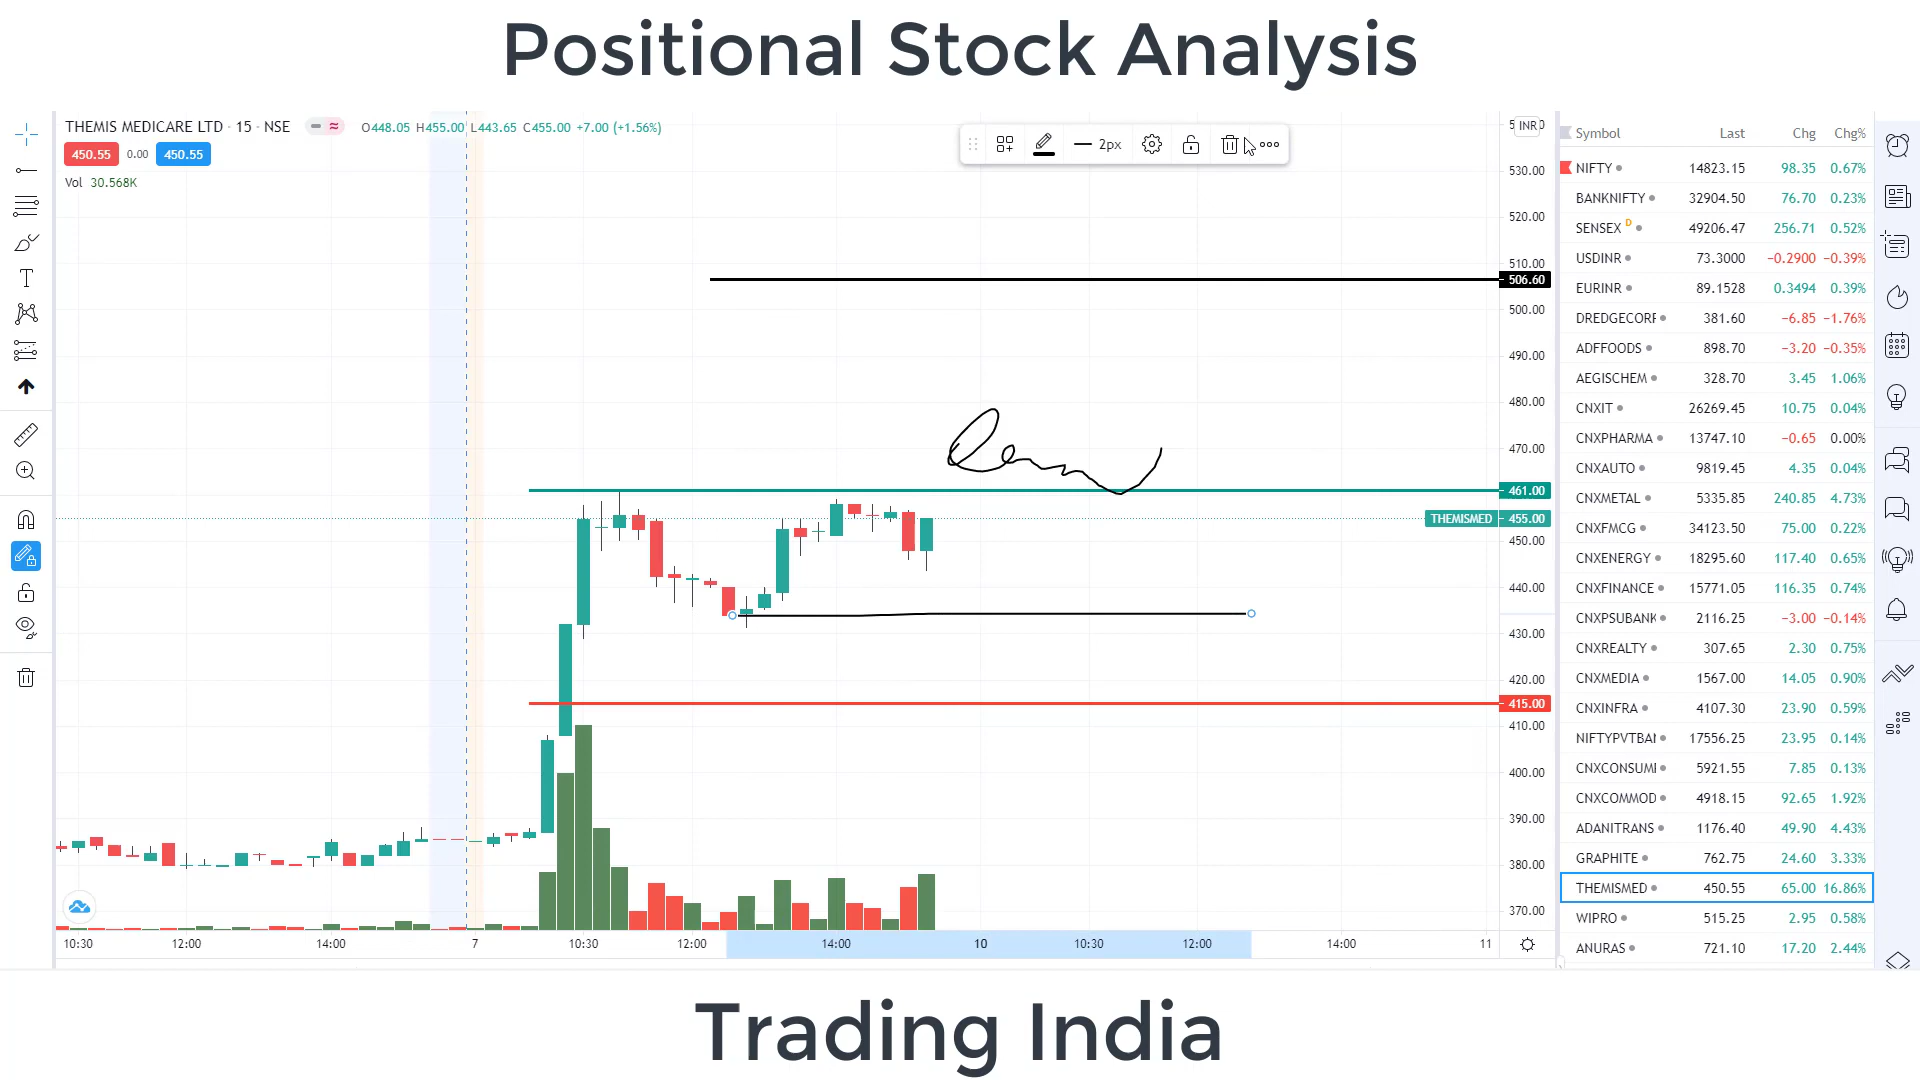 Positional Stock Analysis
THEMIS MEDICARE LTD · 15 · NSE O448.05 H455.00 L443.65 C455.00 +7.00 (+1.56%)
450.55 0.00 450.55
Vol 30.568K
2px
INR
530.00
520.00
510.00
506.60
500.00
490.00
480.00
470.00
461.00
THEMISMED 455.00
450.00
440.00
430.00
420.00
415.00
410.00
400.00
390.00
380.00
370.00
10:30 12:00 14:00 7 10:30 12:00 14:00 10 10:30 12:00 14:00 11
Symbol Last Chg Chg%
NIFTY 14823.15 98.35 0.67%
BANKNIFTY 32904.50 76.70 0.23%
SENSEX D 49206.47 256.71 0.52%
USDINR 73.3000 −0.2900 −0.39%
EURINR 89.1528 0.3494 0.39%
DREDGECORP 381.60 −6.85 −1.76%
ADFFOODS 898.70 −3.20 −0.35%
AEGISCHEM 328.70 3.45 1.06%
CNXIT 26269.45 10.75 0.04%
CNXPHARMA 13747.10 −0.65 0.00%
CNXAUTO 9819.45 4.35 0.04%
CNXMETAL 5335.85 240.85 4.73%
CNXFMCG 34123.50 75.00 0.22%
CNXENERGY 18295.60 117.40 0.65%
CNXFINANCE 15771.05 116.35 0.74%
CNXPSUBANK 2116.25 −3.00 −0.14%
CNXREALTY 307.65 2.30 0.75%
CNXMEDIA 1567.00 14.05 0.90%
CNXINFRA 4107.30 23.90 0.59%
NIFTYPVTBAN 17556.25 23.95 0.14%
CNXCONSUM 5921.55 7.85 0.13%
CNXCOMMOD 4918.15 92.65 1.92%
ADANITRANS 1176.40 49.90 4.43%
GRAPHITE 762.75 24.60 3.33%
THEMISMED 450.55 65.00 16.86%
WIPRO 515.25 2.95 0.58%
ANURAS 721.10 17.20 2.44%
Trading India